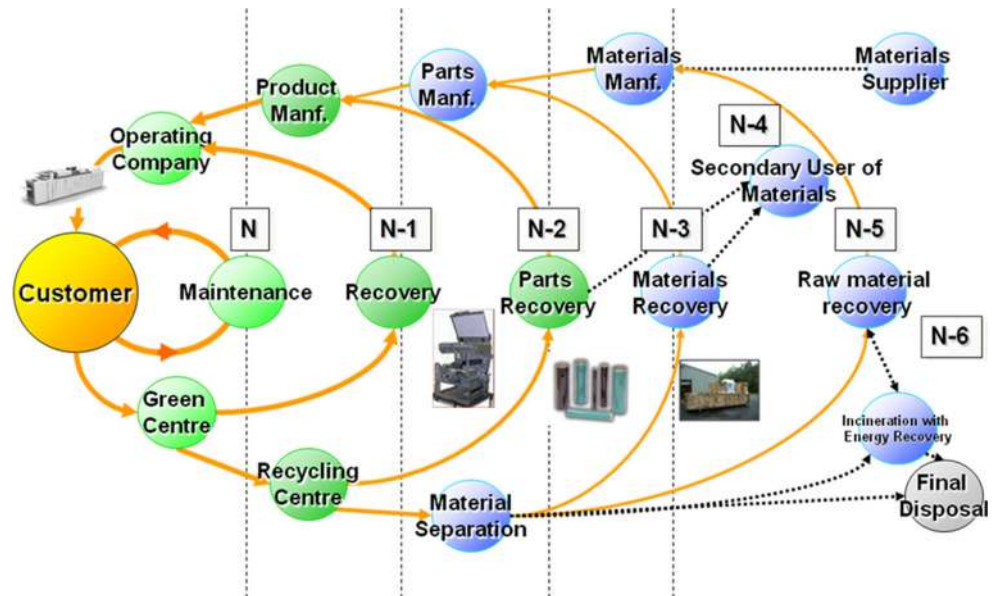 Materials
Manf.
Materials
Supplier
Parts
Manf.
Product
Manf.
Operating
Company
N-4
Secondary User of
Materials
N
N-1
N-2
N-3
N-5
Customer
Maintenance
Recovery
Parts
Recovery
Materials
Recovery
Raw material
recovery
N-6
Green
Centre
Incineration with
Energy Recovery
Recycling
Centre
Material
Separation
Final
Disposal